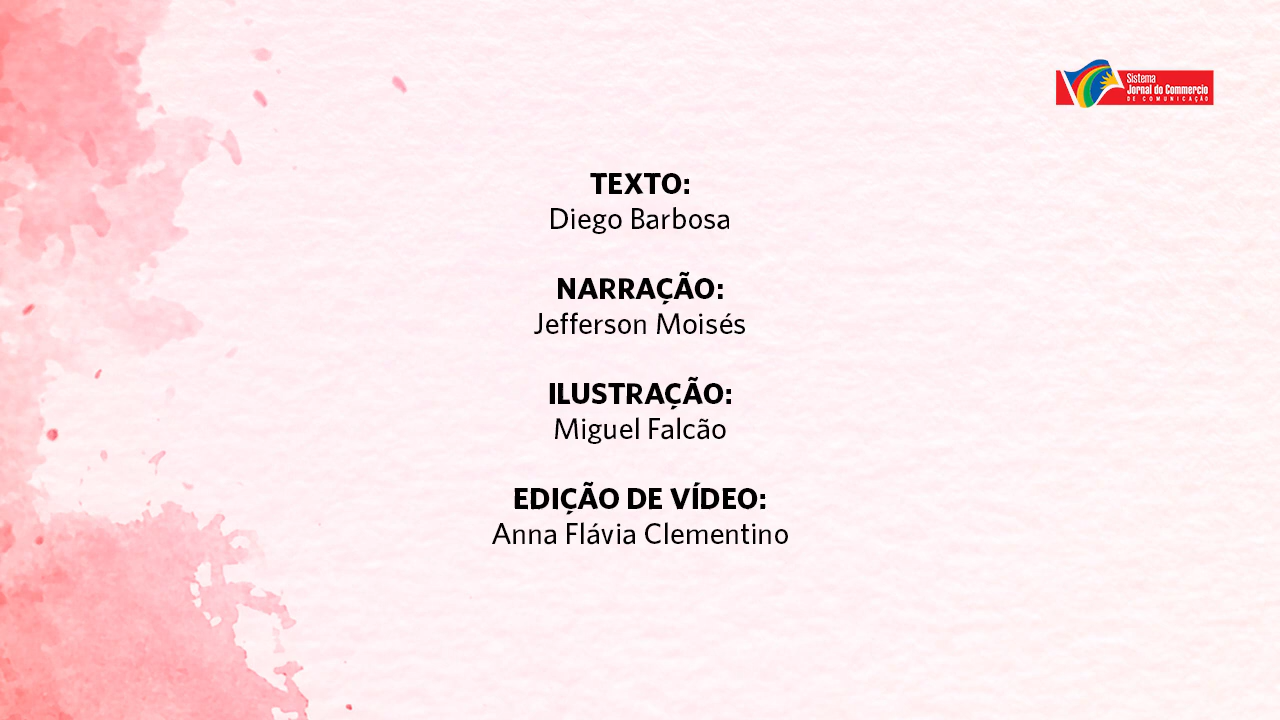 Sistema
Jornal do Commercio
DE COMUNICAÇÃO
TEXTO:
Diego Barbosa
NARRAÇÃO:
Jefferson Moisés
ILUSTRAÇÃO:
Miguel Falcão
EDIÇÃO DE VÍDEO:
Anna Flávia Clementino